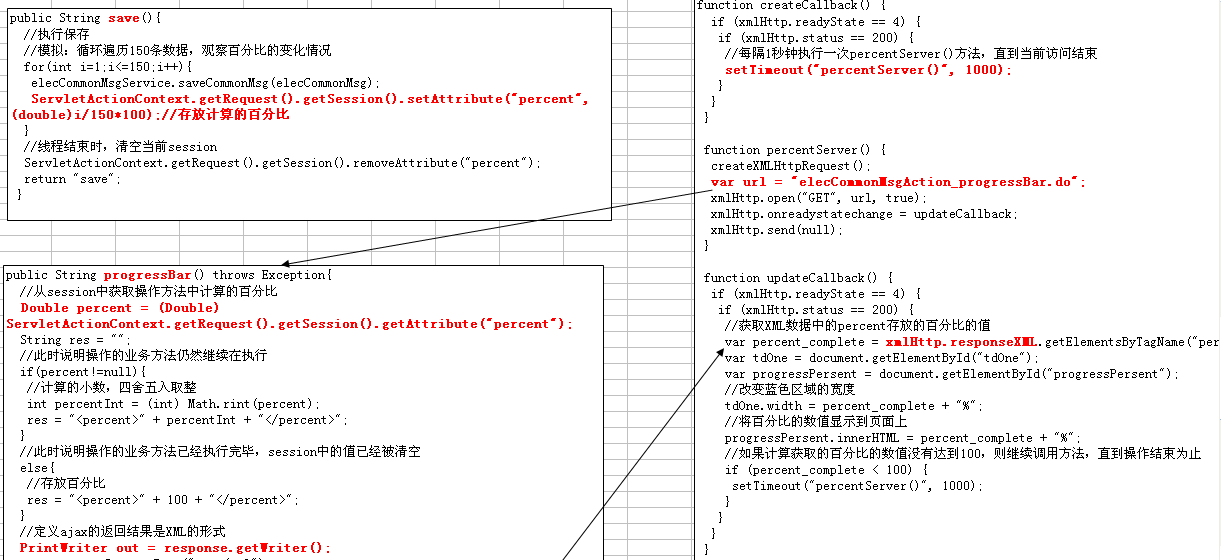 public String save(){
//执行保存
//模拟：循环遍历150条数据，观察百分比的变化情况
for(int i=1;i<=150;i++){
elecCommonMsgService.saveCommonMsg(elecCommonMsg);
ServletActionContext.getRequest().getSession().setAttribute("percent",
(double)i/150*100);//存放计算的百分比
}
//线程结束时，清空当前session
ServletActionContext.getRequest().getSession().removeAttribute("percent");
return "save";
}
public String progressBar() throws Exception{
//从session中获取操作方法中计算的百分比
Double percent = (Double)
ServletActionContext.getRequest().getSession().getAttribute("percent");
String res = "";
//此时说明操作的业务方法仍然继续在执行
if(percent!=null){
//计算的小数，四舍五入取整
int percentInt = (int) Math.rint(percent);
res = "<percent>" + percentInt + "</percent>";
}
//此时说明操作的业务方法已经执行完毕，session中的值已经被清空
else{
//存放百分比
res = "<percent>" + 100 + "</percent>";
}
//定义ajax的返回结果是XML的形式
PrintWriter out = response.getWriter();
function createCallback() {
if (xmlHttp.readyState == 4) {
if (xmlHttp.status == 200) {
//每隔1秒钟执行一次percentServer()方法，直到当前访问结束
setTimeout("percentServer()", 1000);
}
}
}
function percentServer() {
createXMLHttpRequest();
var url = "elecCommonMsgAction_progressBar.do";
xmlHttp.open("GET", url, true);
xmlHttp.onreadystatechange = updateCallback;
xmlHttp.send(null);
}
function updateCallback() {
if (xmlHttp.readyState == 4) {
if (xmlHttp.status == 200) {
//获取XML数据中的percent存放的百分比的值
var percent_complete = xmlHttp.responseXML.getElementsByTagName("per
var tdOne = document.getElementById("tdOne");
var progressPersent = document.getElementById("progressPersent");
//改变蓝色区域的宽度
tdOne.width = percent_complete + "%";
//将百分比的数值显示到页面上
progressPersent.innerHTML = percent_complete + "%";
//如果计算获取的百分比的数值没有达到100，则继续调用方法，直到操作结束为止
if (percent_complete < 100) {
setTimeout("percentServer()", 1000);
}
}
}
}